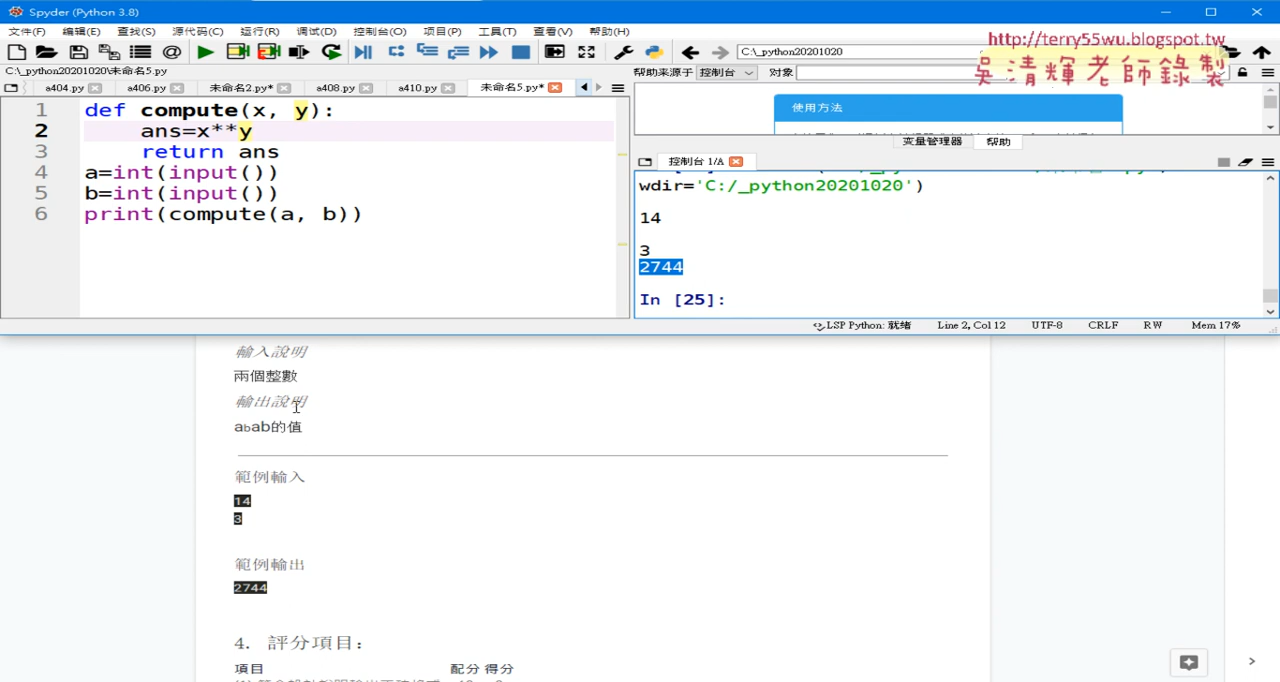 Spyder (Python 3.8)
文件(F) 编辑(E) 查找(S) 源代码(C) 运行(R) 调试(D) 控制台(O) 项目(P) 工具(T) 查看(V) 帮助(H)
http://terry55wu.blogspot.tw
C:\_python20201020
吳清輝老師錄製
C:\_python20201020\未命名5.py
帮助来源于 控制台 对象
a404.py a406.py 未命名2.py* a408.py a410.py 未命名5.py*
使用方法
变量管理器 帮助
控制台 1/A
1 def compute(x, y):
2 ans=x**y
3 return ans
4 a=int(input())
5 b=int(input())
6 print(compute(a, b))
wdir='C:/_python20201020')
14
3
2744
In [25]:
LSP Python: 就绪 Line 2, Col 12 UTF-8 CRLF RW Mem 17%
輸入說明
兩個整數
輸出說明
abab的值
範例輸入
14
3
範例輸出
2744
4. 評分項目：
項目 配分 得分